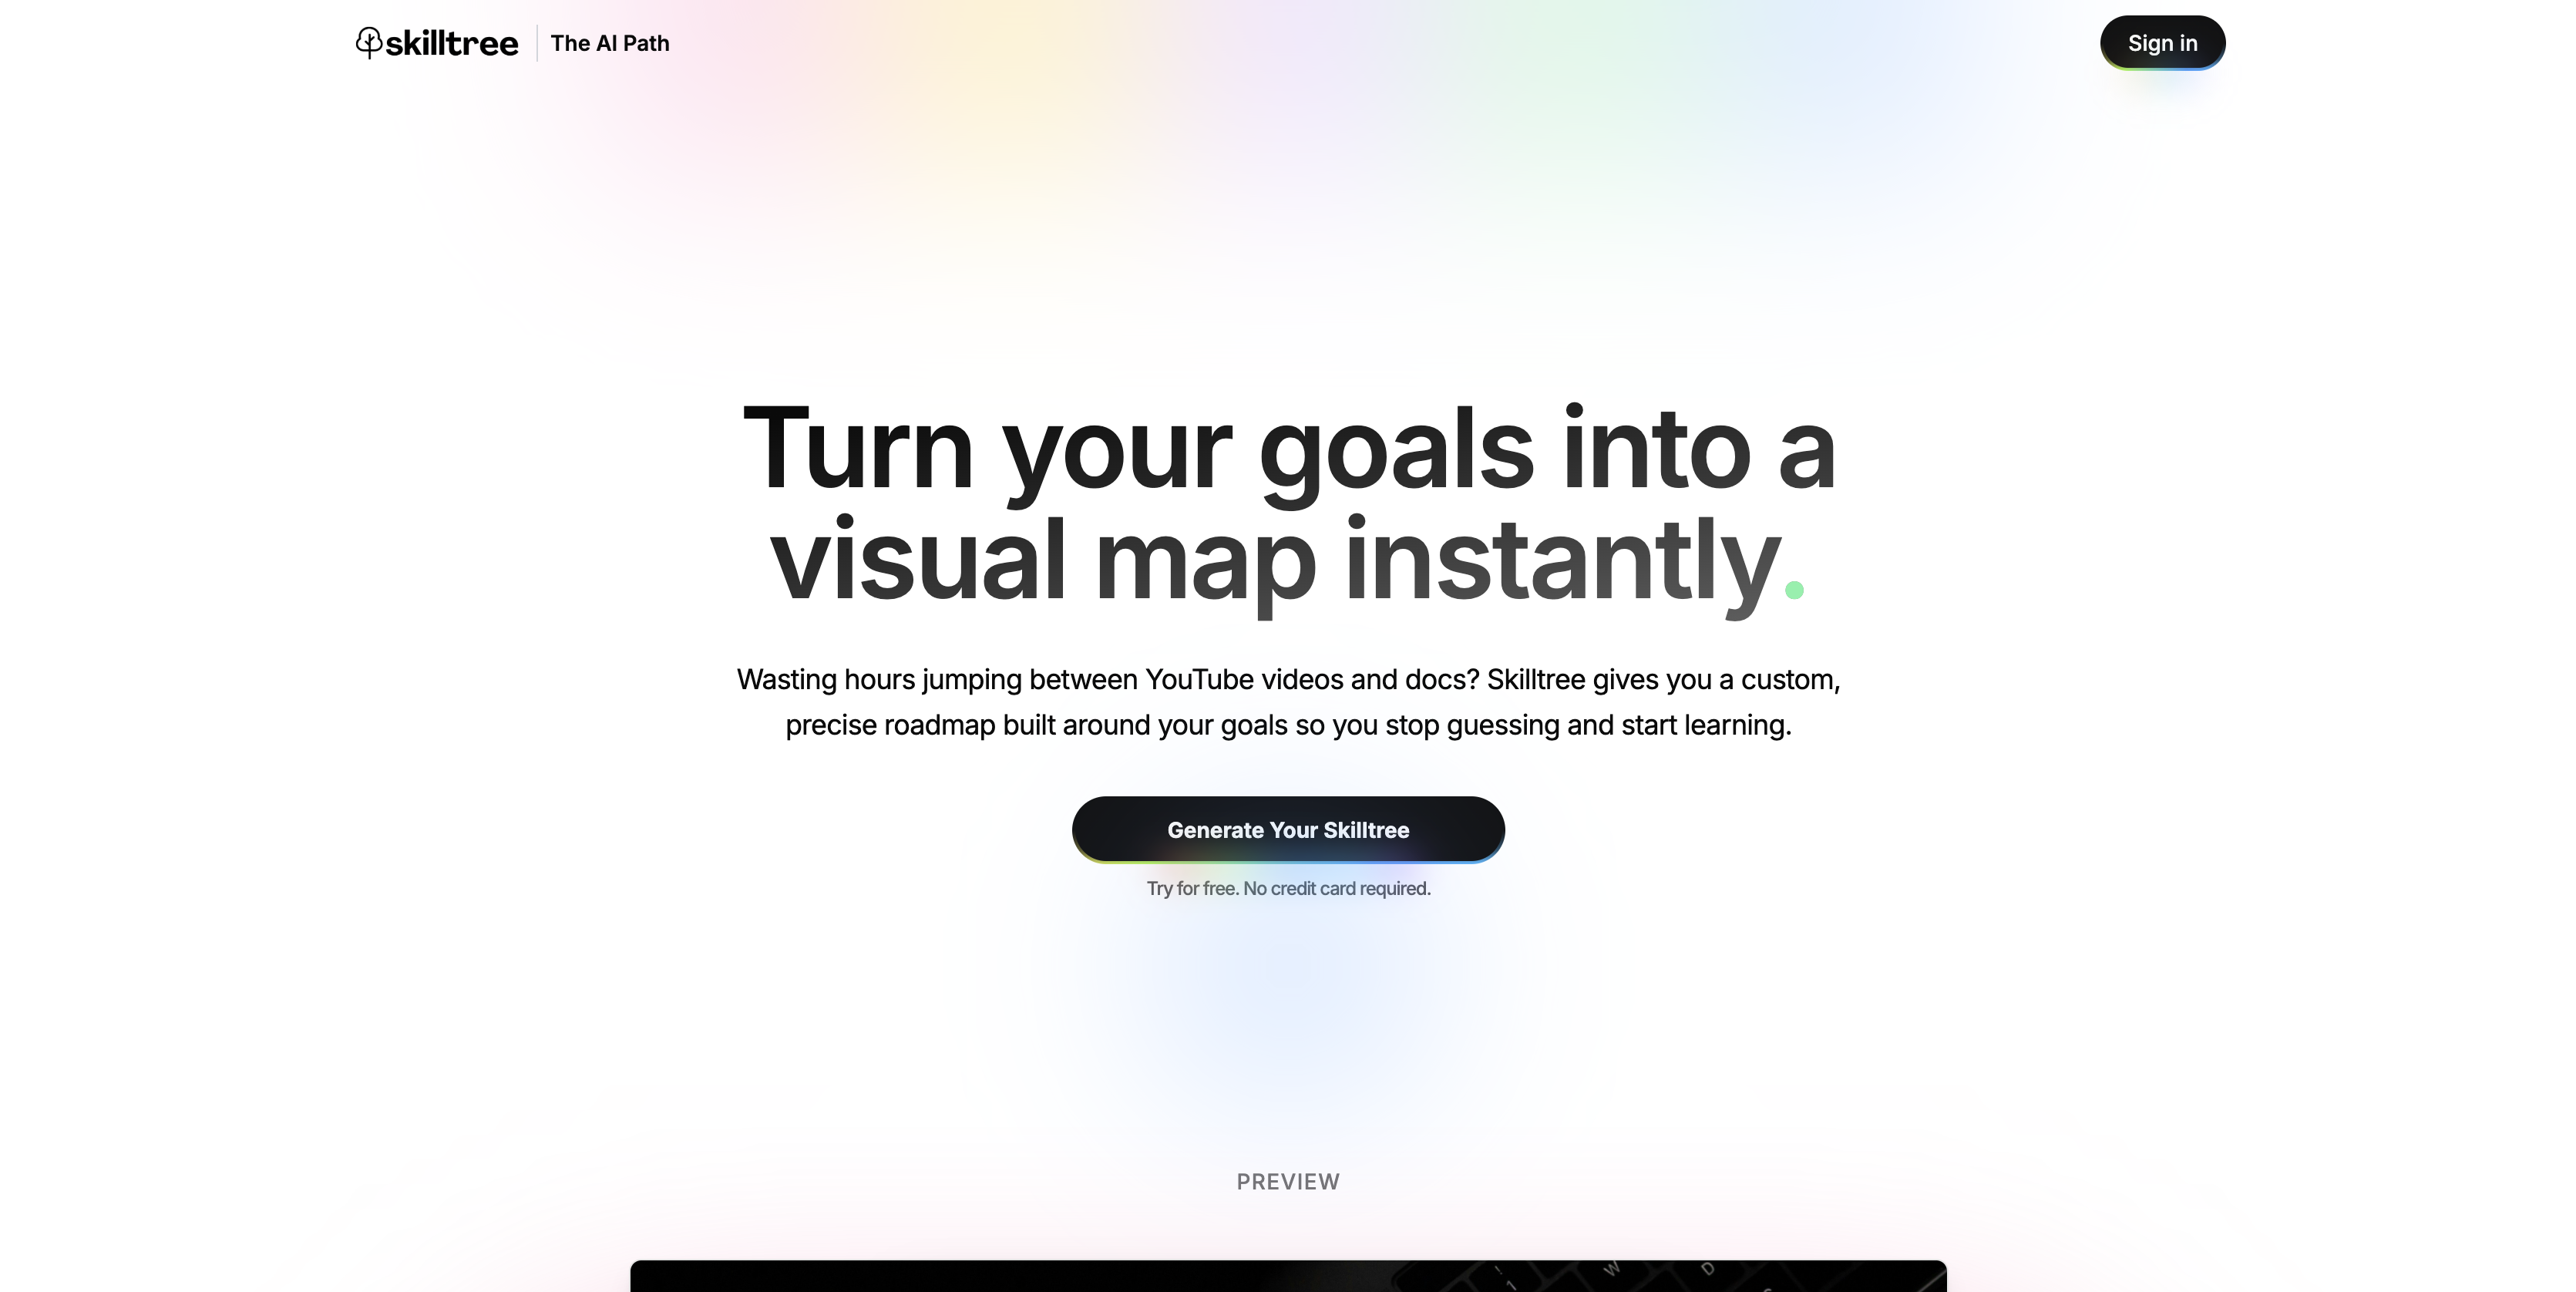 skilltree
The AI Path
Sign in
Turn your goals into a
visual map instantly.
Wasting hours jumping between YouTube videos and docs? Skilltree gives you a custom,
precise roadmap built around your goals so you stop guessing and start learning.
Generate Your Skilltree
Try for free. No credit card required.
PREVIEW
! W D
1